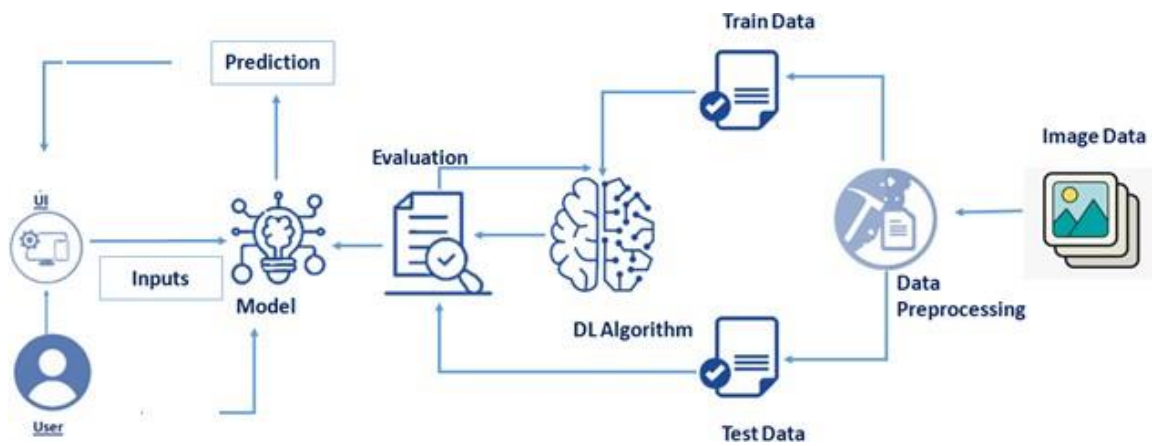 Train Data
Prediction
Image Data
Evaluation
UI
Inputs
Model
Data
Preprocessing
DL Algorithm
User
Test Data